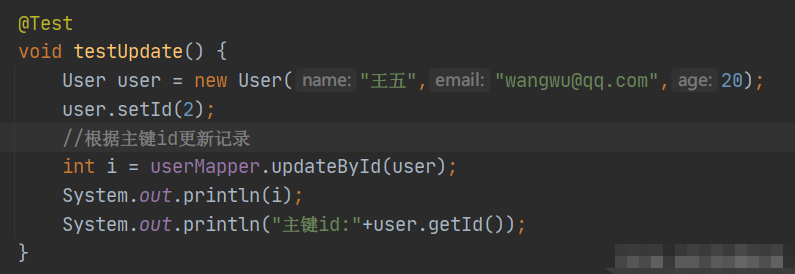 @Test
void testUpdate() {
User user = new User( name: "王五", email: "wangwu@qq.com", age: 20);
user.setId(2);
//根据主键id更新记录
int i = userMapper.updateById(user);
System.out.println(i);
System.out.println("主键id:"+user.getId());
}